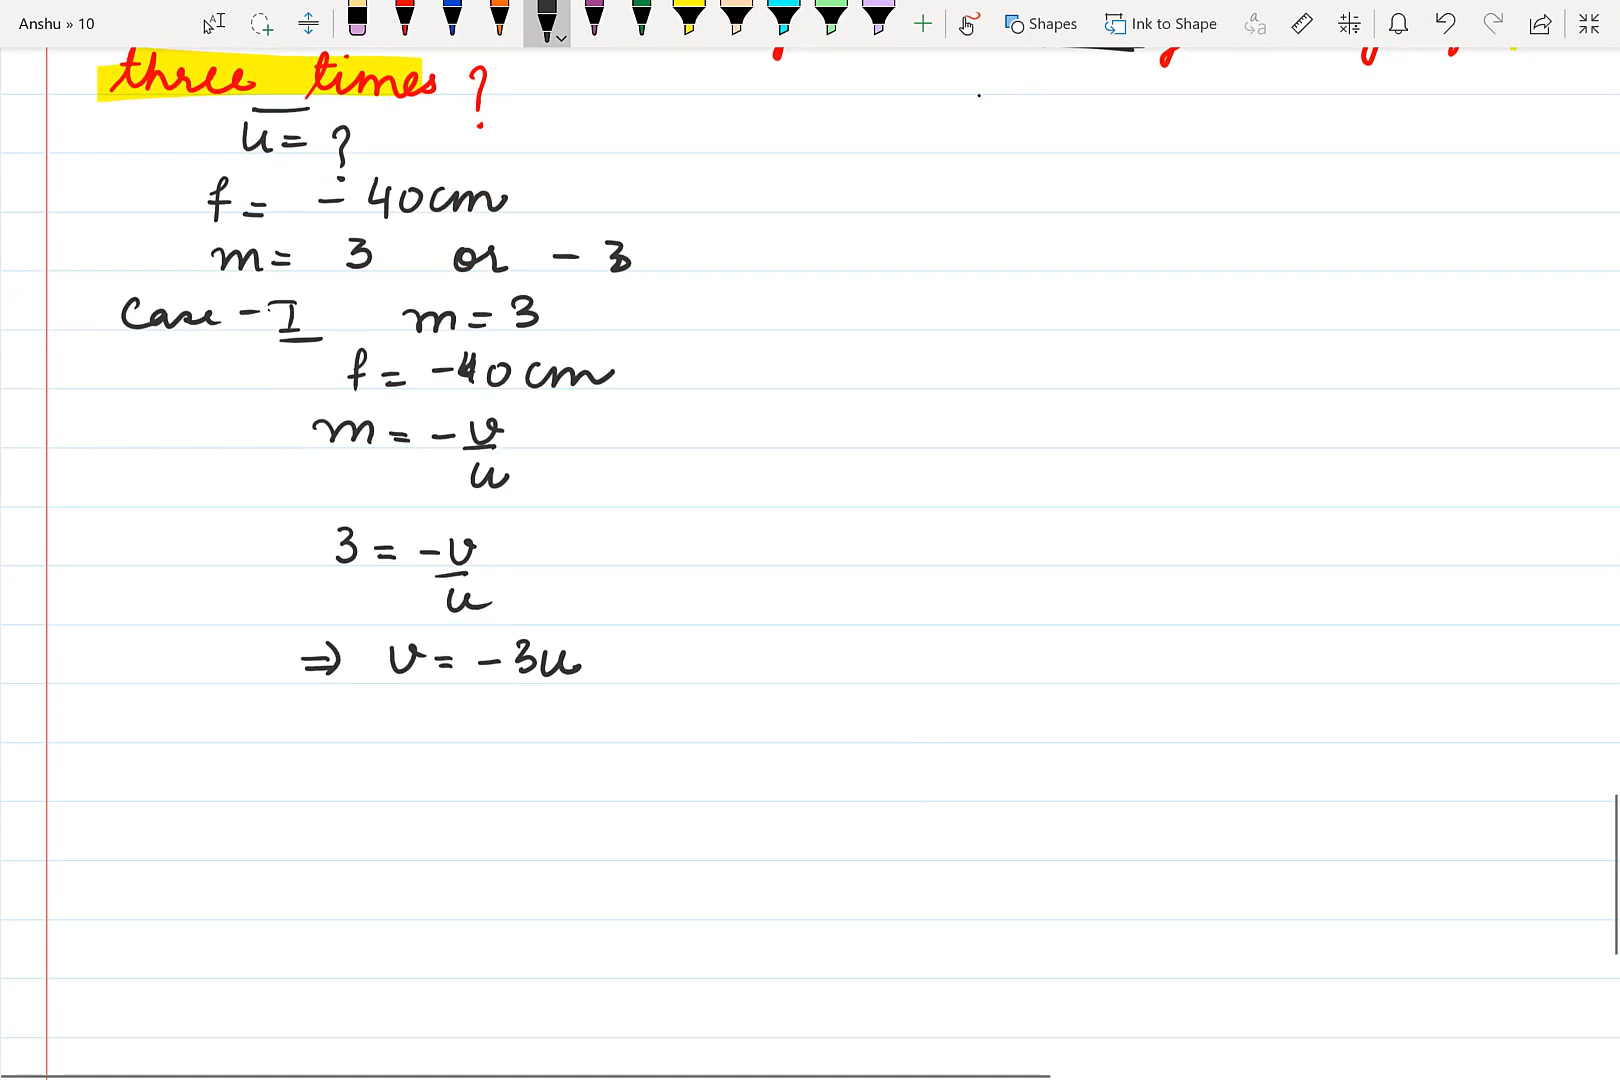 Anshu » 10
Shapes
Ink to Shape
three times ?
u = ?
f = - 40cm
m = 3 or - 3
Case - I m = 3
f = -40 cm
m = - v/u
3 = - v/u
⇒ v = - 3u